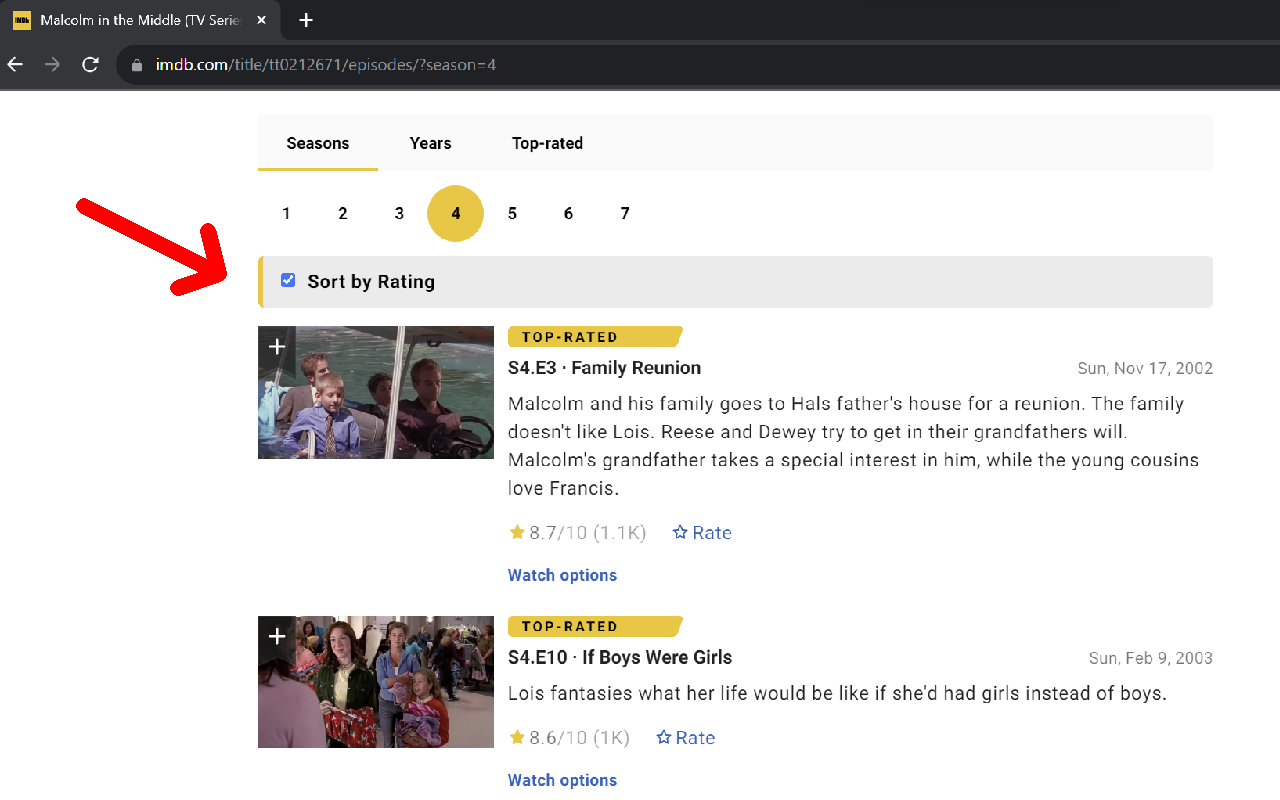 IMDb Malcolm in the Middle (TV Serie
imdb.com/title/tt0212671/episodes/?season=4
Seasons Years Top-rated
1 2 3 4 5 6 7
Sort by Rating
TOP-RATED
S4.E3 · Family Reunion Sun, Nov 17, 2002
Malcolm and his family goes to Hals father's house for a reunion. The family
doesn't like Lois. Reese and Dewey try to get in their grandfathers will.
Malcolm's grandfather takes a special interest in him, while the young cousins
love Francis.
8.7/10 (1.1K) Rate
Watch options
TOP-RATED
S4.E10 · If Boys Were Girls Sun, Feb 9, 2003
Lois fantasies what her life would be like if she'd had girls instead of boys.
8.6/10 (1K) Rate
Watch options